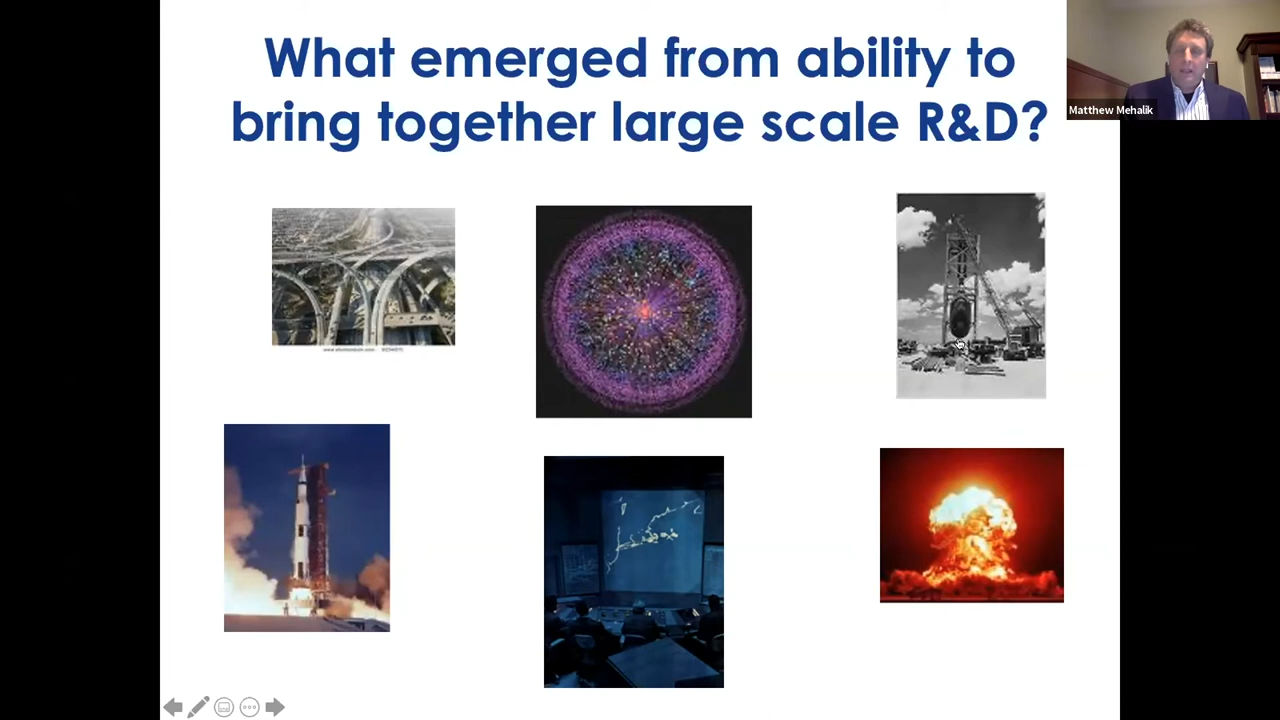 What emerged from ability to
bring together large scale R&D?
Matthew Mehalik